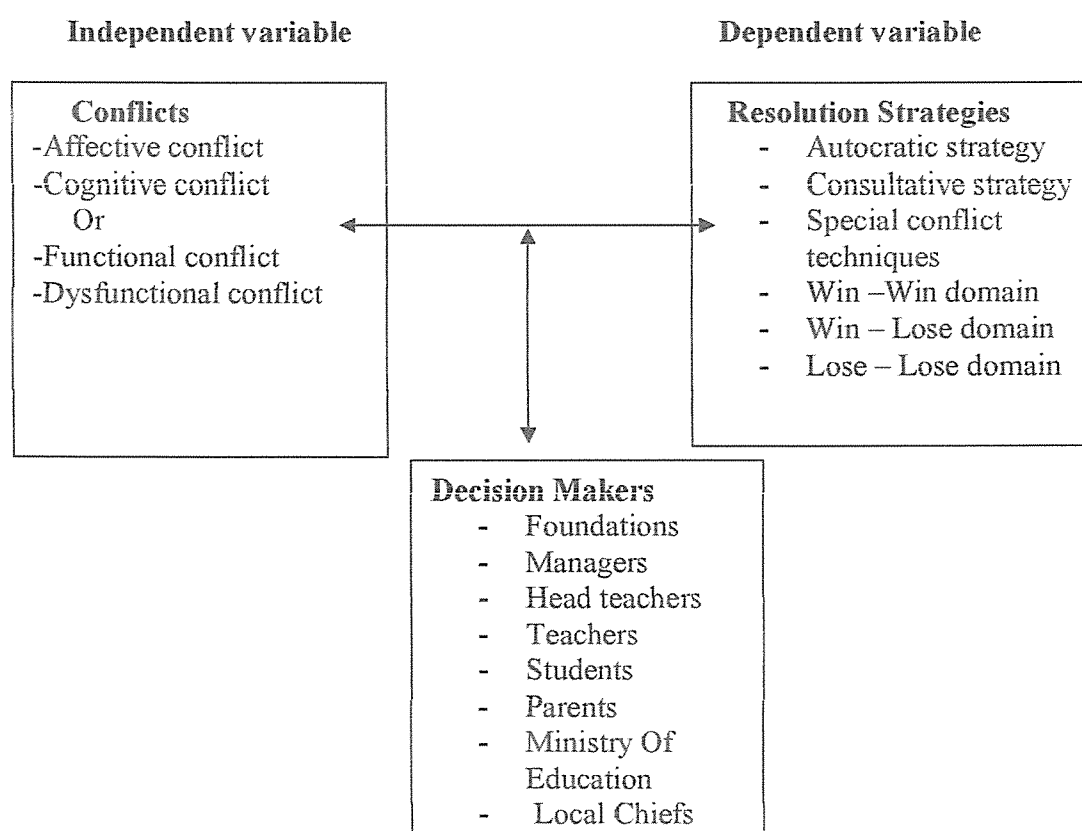 Independent variable
Dependent variable
Conflicts
-Affective conflict
-Cognitive conflict
Or
-Functional conflict
-Dysfunctional conflict
Resolution Strategies
- Autocratic strategy
- Consultative strategy
- Special conflict
techniques
- Win –Win domain
- Win – Lose domain
- Lose – Lose domain
Decision Makers
- Foundations
- Managers
- Head teachers
- Teachers
- Students
- Parents
- Ministry Of
Education
- Local Chiefs